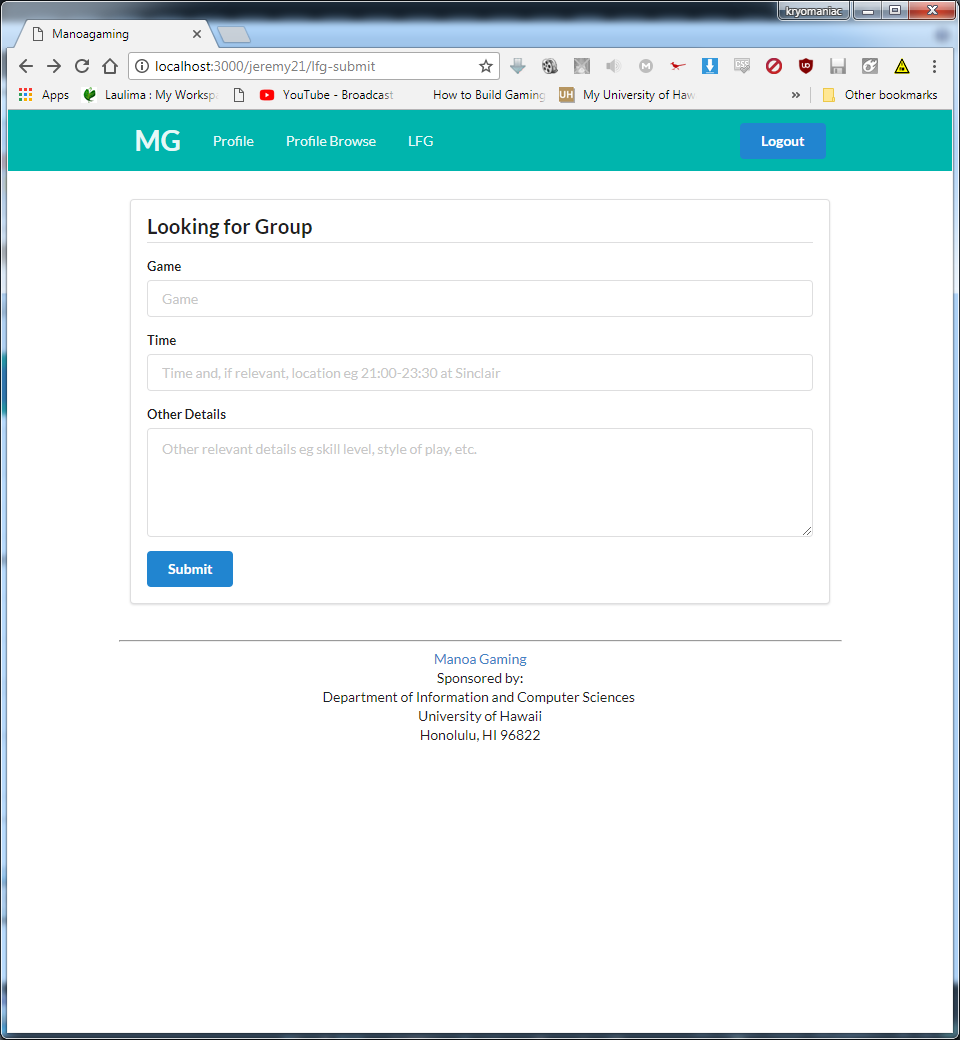 kryomaniac
Manoagaming
localhost:3000/jeremy21/lfg-submit
Apps Laulima : My Worksp YouTube - Broadcast How to Build Gaming UH My University of Haw » Other bookmarks
MG Profile Profile Browse LFG Logout
Looking for Group
Game
Game
Time
Time and, if relevant, location eg 21:00-23:30 at Sinclair
Other Details
Other relevant details eg skill level, style of play, etc.
Submit
Manoa Gaming
Sponsored by:
Department of Information and Computer Sciences
University of Hawaii
Honolulu, HI 96822